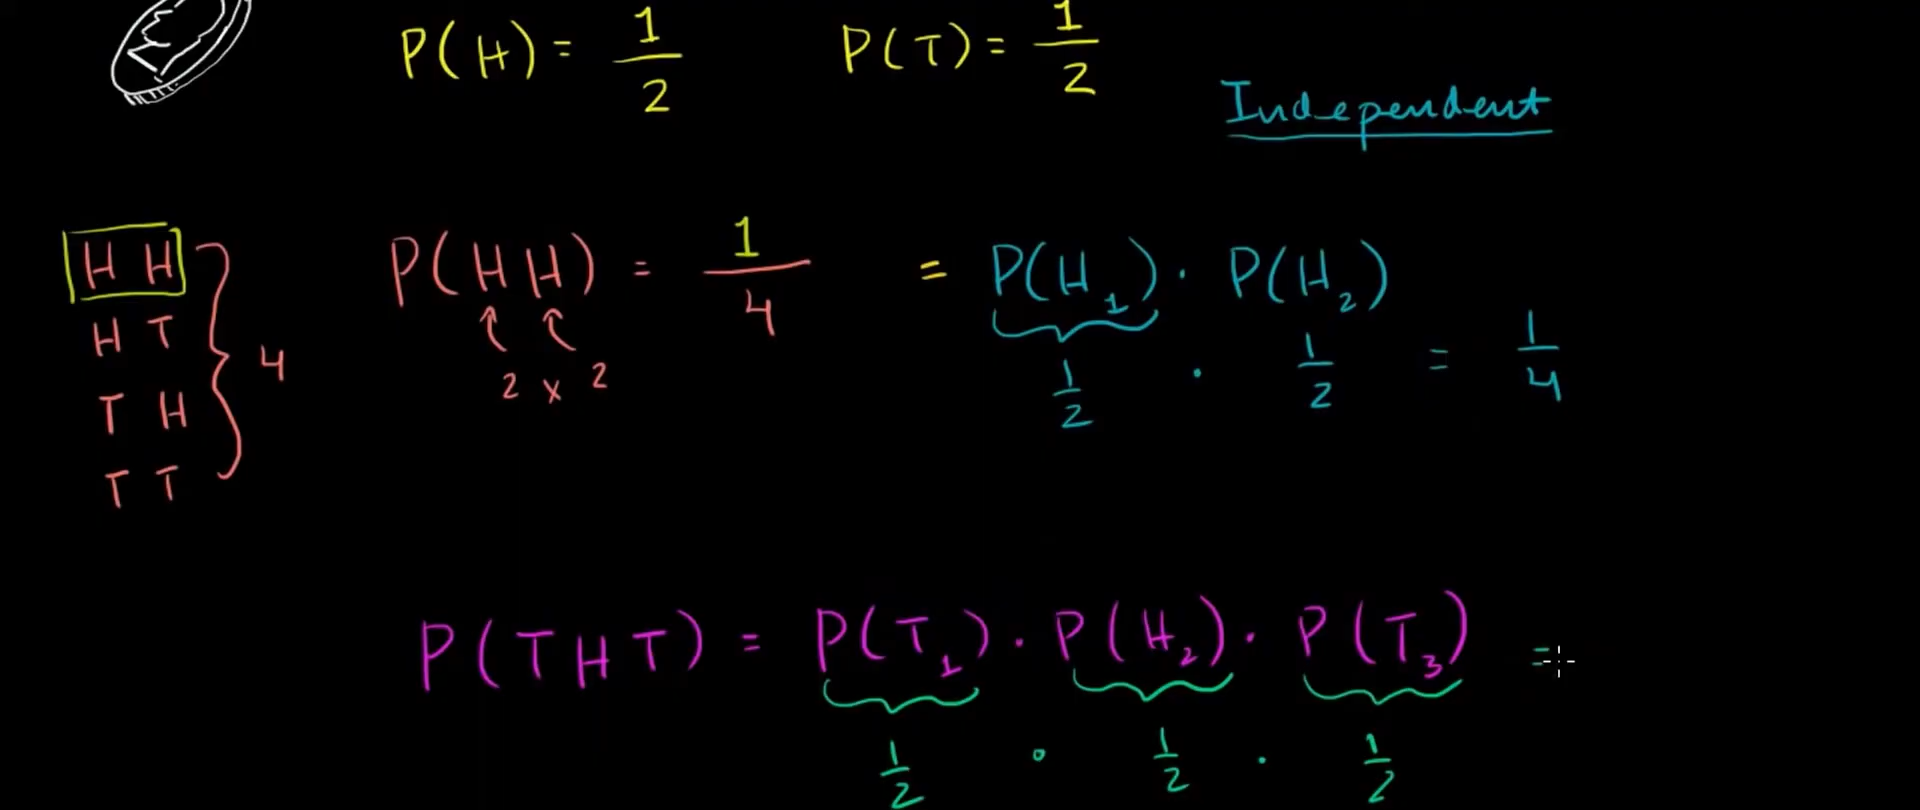 P(H) = 1/2 P(T) = 1/2
Independent
H H
H T
T H
T T
4
P(HH) = 1/4 = P(H₁) · P(H₂)
2 x 2
1/2 · 1/2 = 1/4
P(THT) = P(T₁) · P(H₂) · P(T₃) =
1/2 · 1/2 · 1/2